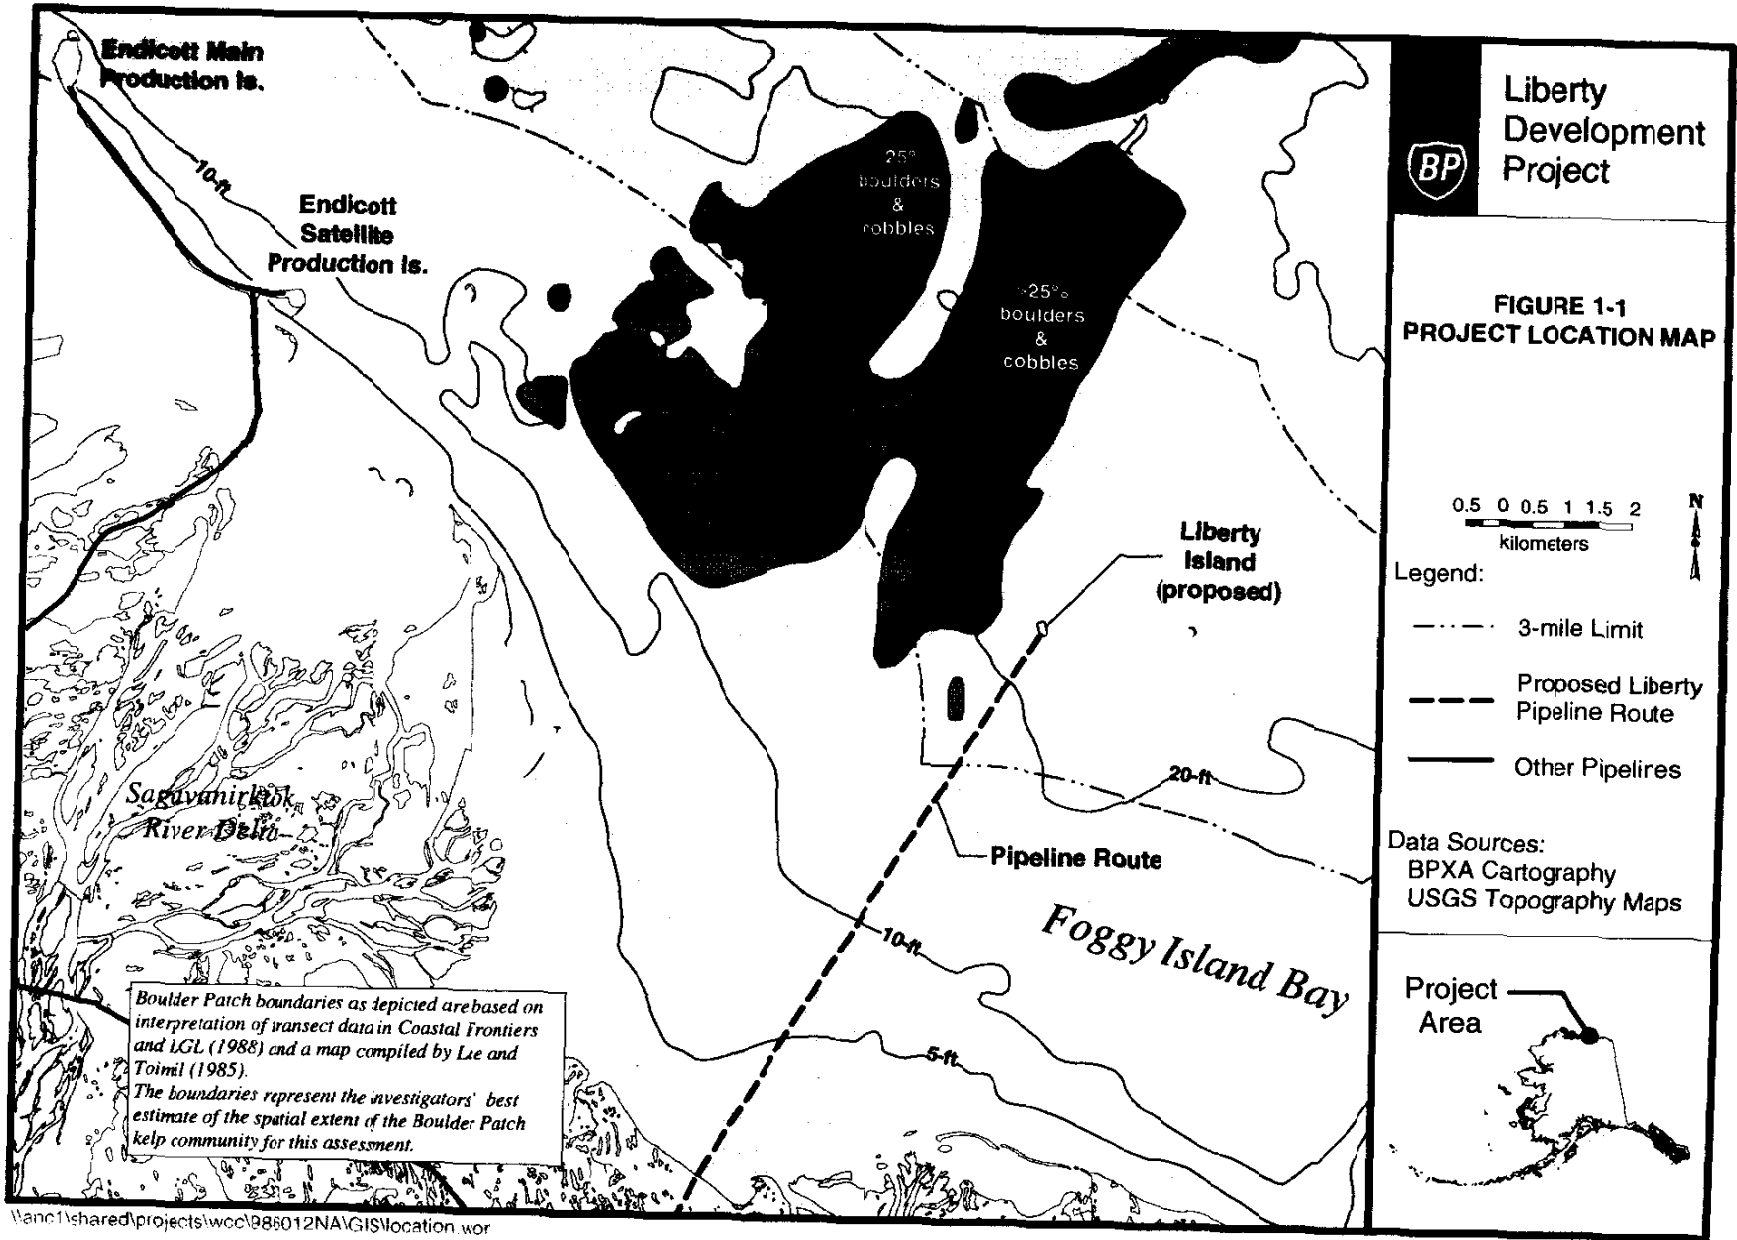 Endicott Main
Production Is.
10-ft
Endicott
Satellite
Production Is.
25°
boulders
&
cobbles
>25%
boulders
&
cobbles
Liberty
Island
(proposed)
20-ft
Pipeline Route
Foggy Island Bay
10-ft
5-ft
Sagavanirktok
River Delta
Boulder Patch boundaries as depicted are based on
interpretation of transect data in Coastal Frontiers
and LGL (1988) and a map compiled by Lee and
Toimil (1985).
The boundaries represent the investigators' best
estimate of the spatial extent of the Boulder Patch
kelp community for this assessment.
BP
Liberty
Development
Project
FIGURE 1-1
PROJECT LOCATION MAP
0.5 0 0.5 1 1.5 2
kilometers
N
Legend:
3-mile Limit
Proposed Liberty
Pipeline Route
Other Pipelines
Data Sources:
BPXA Cartography
USGS Topography Maps
Project
Area
\\anc1\shared\projects\wcc\986012NA\GIS\location.wor